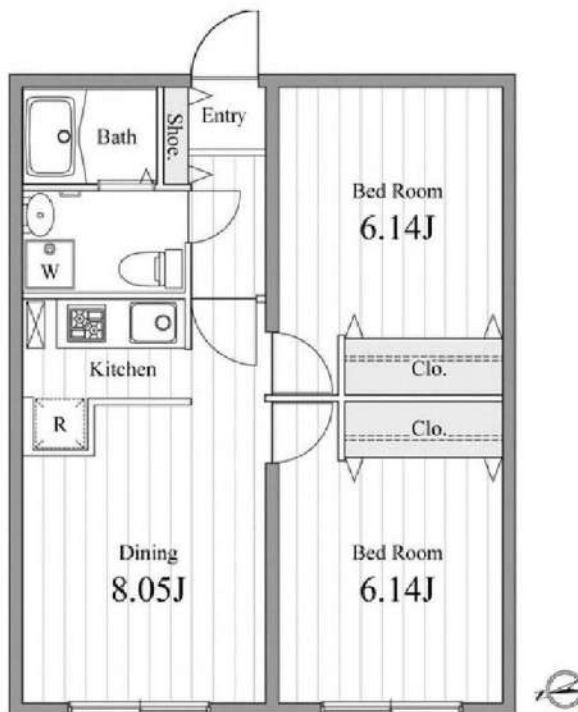 Entry
Shoe.
Bath
Bed Room
6.14J
W
Kitchen
Clo.
R
Clo.
Dining
8.05J
Bed Room
6.14J